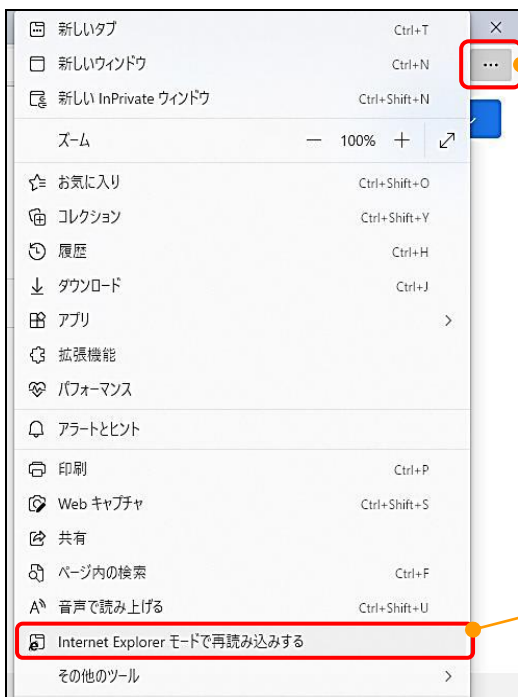 新しいタブ Ctrl+T
新しいウィンドウ Ctrl+N
新しい InPrivate ウィンドウ Ctrl+Shift+N
ズーム — 100% +
お気に入り Ctrl+Shift+O
コレクション Ctrl+Shift+Y
履歴 Ctrl+H
ダウンロード Ctrl+J
アプリ
拡張機能
パフォーマンス
アラートとヒント
印刷 Ctrl+P
Web キャプチャ Ctrl+Shift+S
共有
ページ内の検索 Ctrl+F
音声で読み上げる Ctrl+Shift+U
Internet Explorer モードで再読み込みする
その他のツール